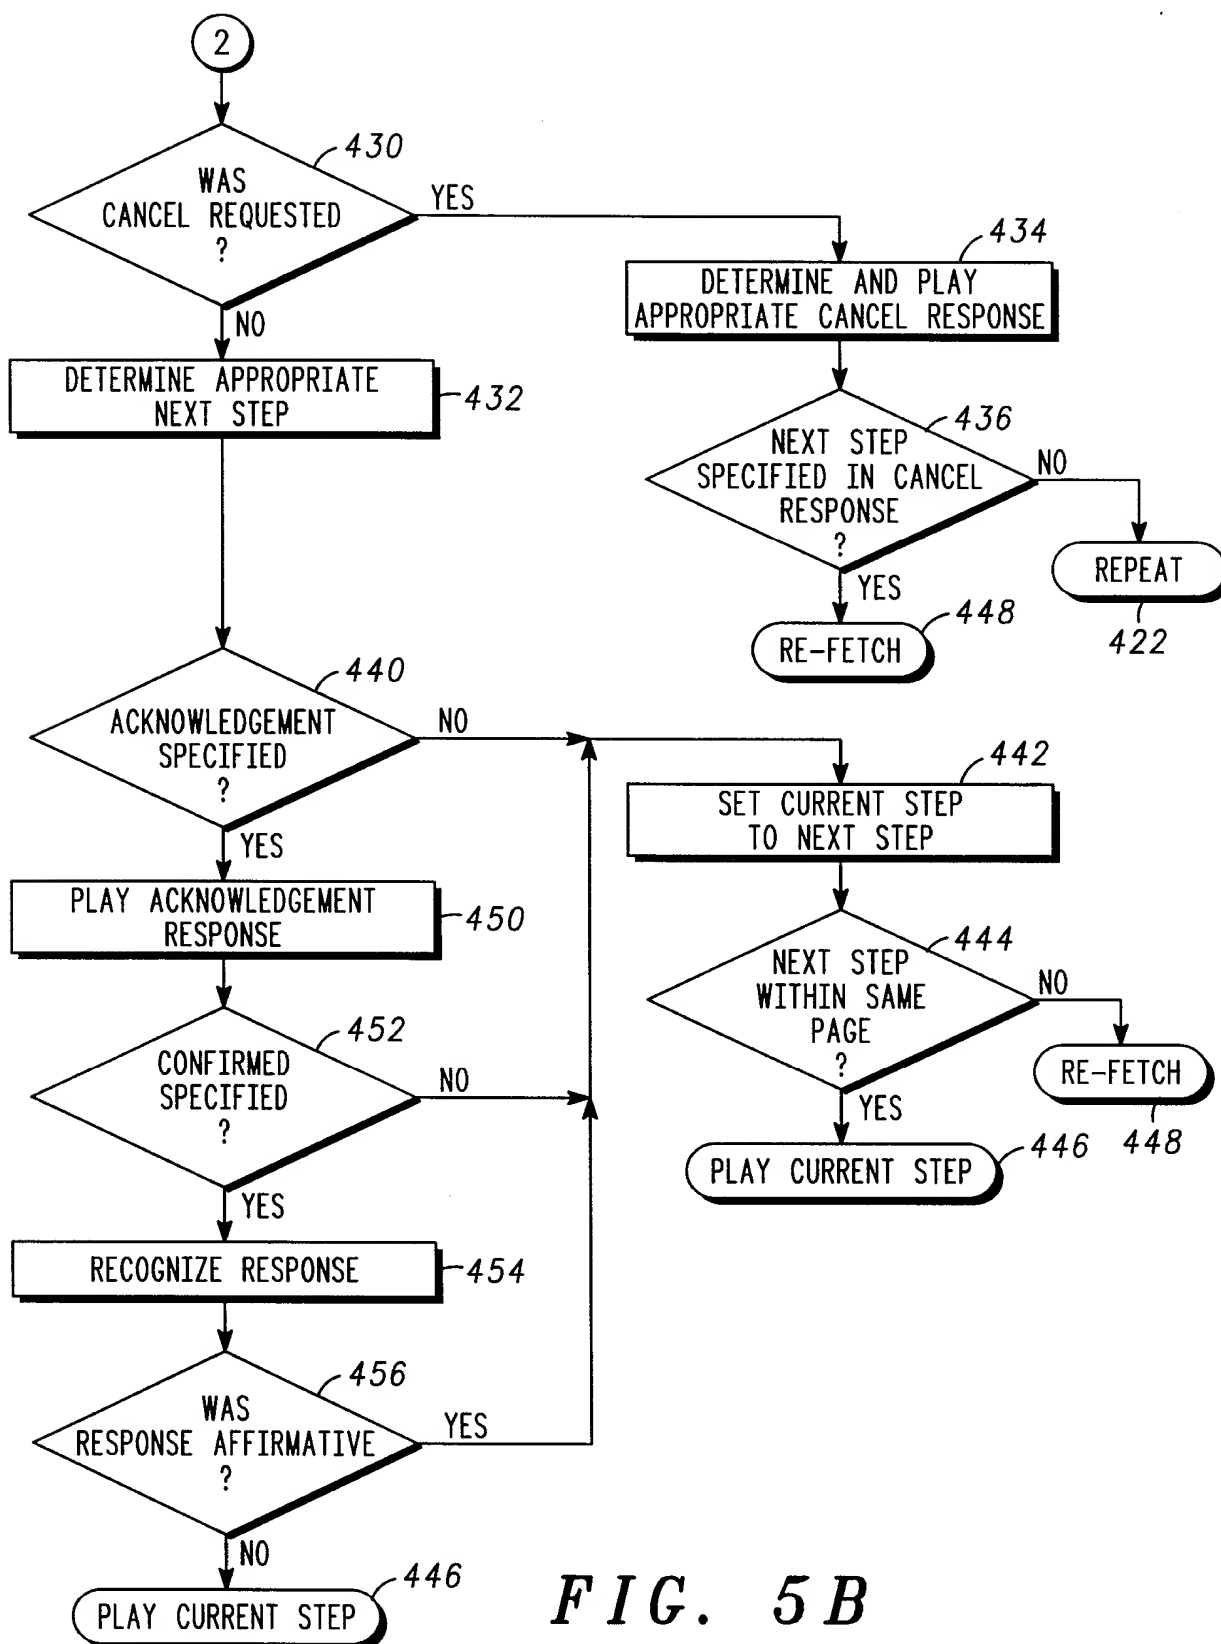 2
430
WAS
CANCEL REQUESTED
?
YES
NO
434
DETERMINE AND PLAY
APPROPRIATE CANCEL RESPONSE
DETERMINE APPROPRIATE
NEXT STEP
432
436
NEXT STEP
SPECIFIED IN CANCEL
RESPONSE
?
NO
YES
REPEAT
422
448
RE-FETCH
440
ACKNOWLEDGEMENT
SPECIFIED
?
NO
YES
442
SET CURRENT STEP
TO NEXT STEP
PLAY ACKNOWLEDGEMENT
RESPONSE
450
444
NEXT STEP
WITHIN SAME
PAGE
?
NO
YES
RE-FETCH
448
PLAY CURRENT STEP
446
452
CONFIRMED
SPECIFIED
?
NO
YES
RECOGNIZE RESPONSE
454
456
WAS
RESPONSE AFFIRMATIVE
?
YES
NO
446
PLAY CURRENT STEP
FIG. 5B